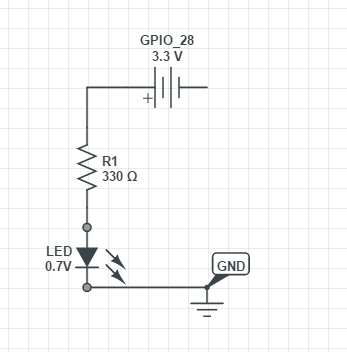 GPIO_28
3.3 V
+
R1
330 Ω
LED
0.7V
GND